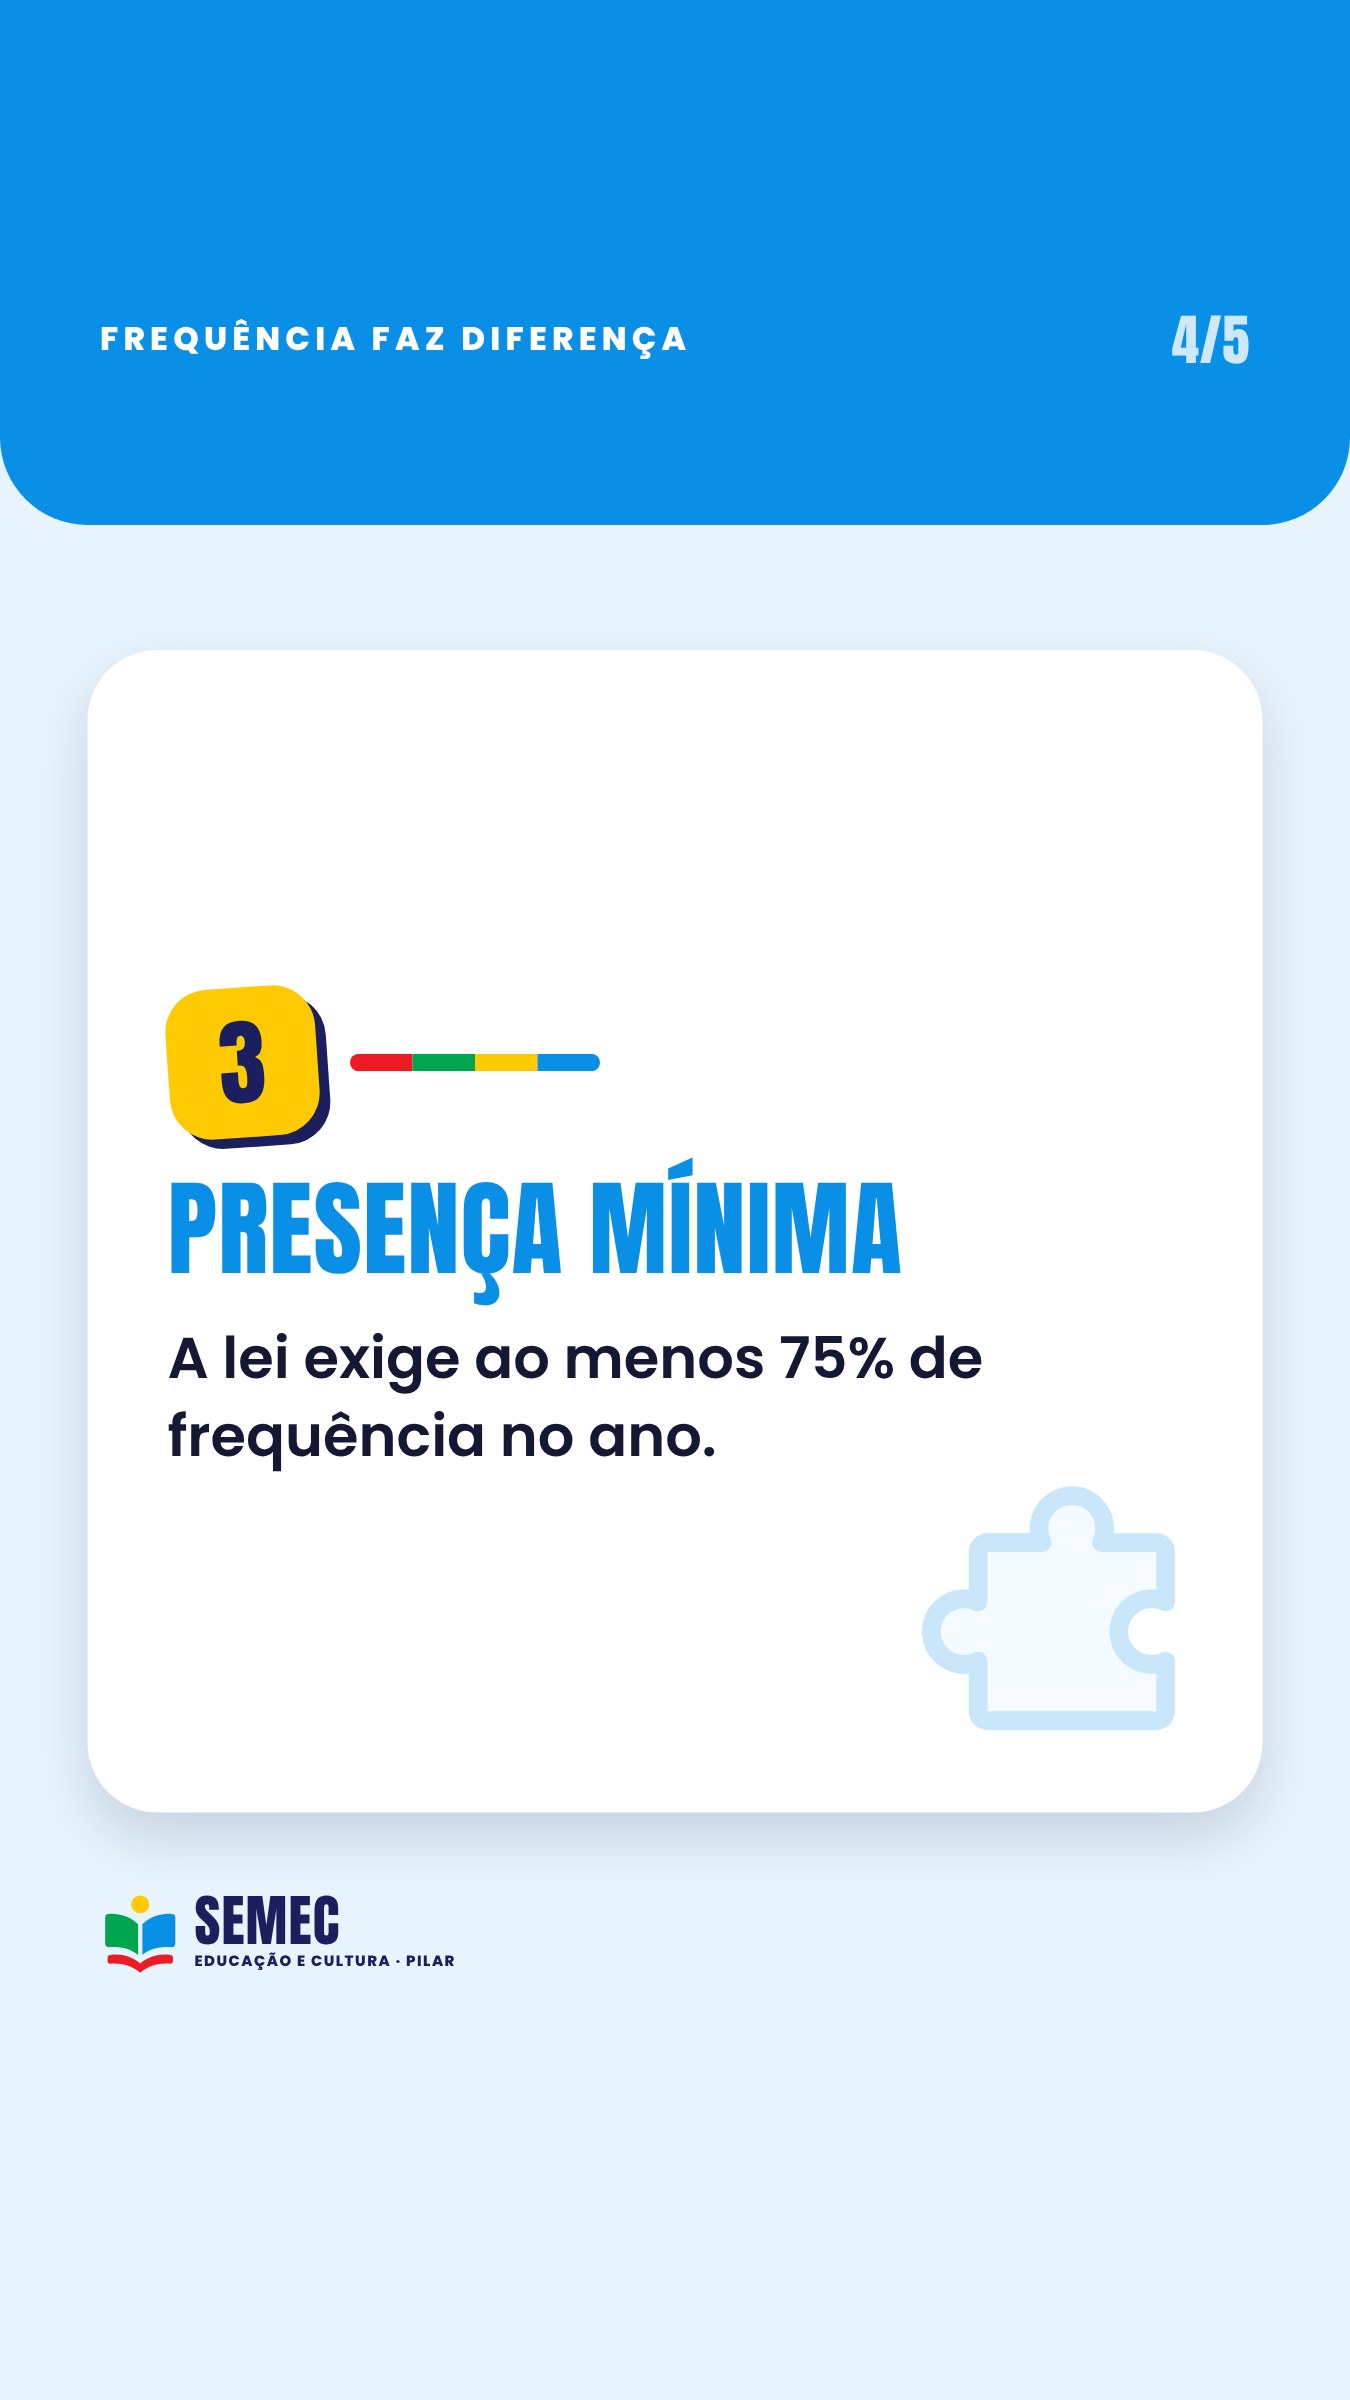 FREQUÊNCIA FAZ DIFERENÇA
4/5
3
PRESENÇA MÍNIMA
A lei exige ao menos 75% de
frequência no ano.
SEMEC
EDUCAÇÃO E CULTURA · PILAR